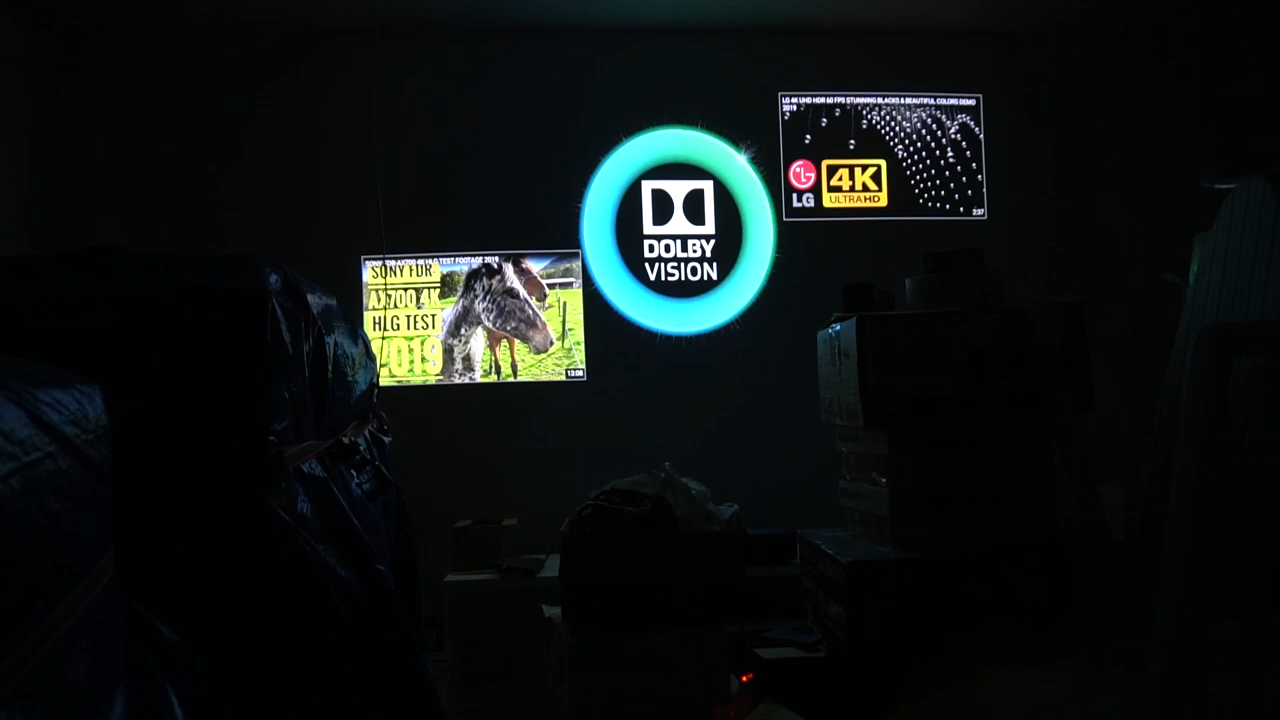 LG 4K UHD HDR 60 FPS STUNNING BLACKS & BEAUTIFUL COLORS DEMO
2019
LG
4K
ULTRA HD
2:37
DOLBY
VISION
SONY FDR-AX700 4K HLG TEST FOOTAGE 2019
SONY FDR-
AX700 4K
HLG TEST
2019
13:08